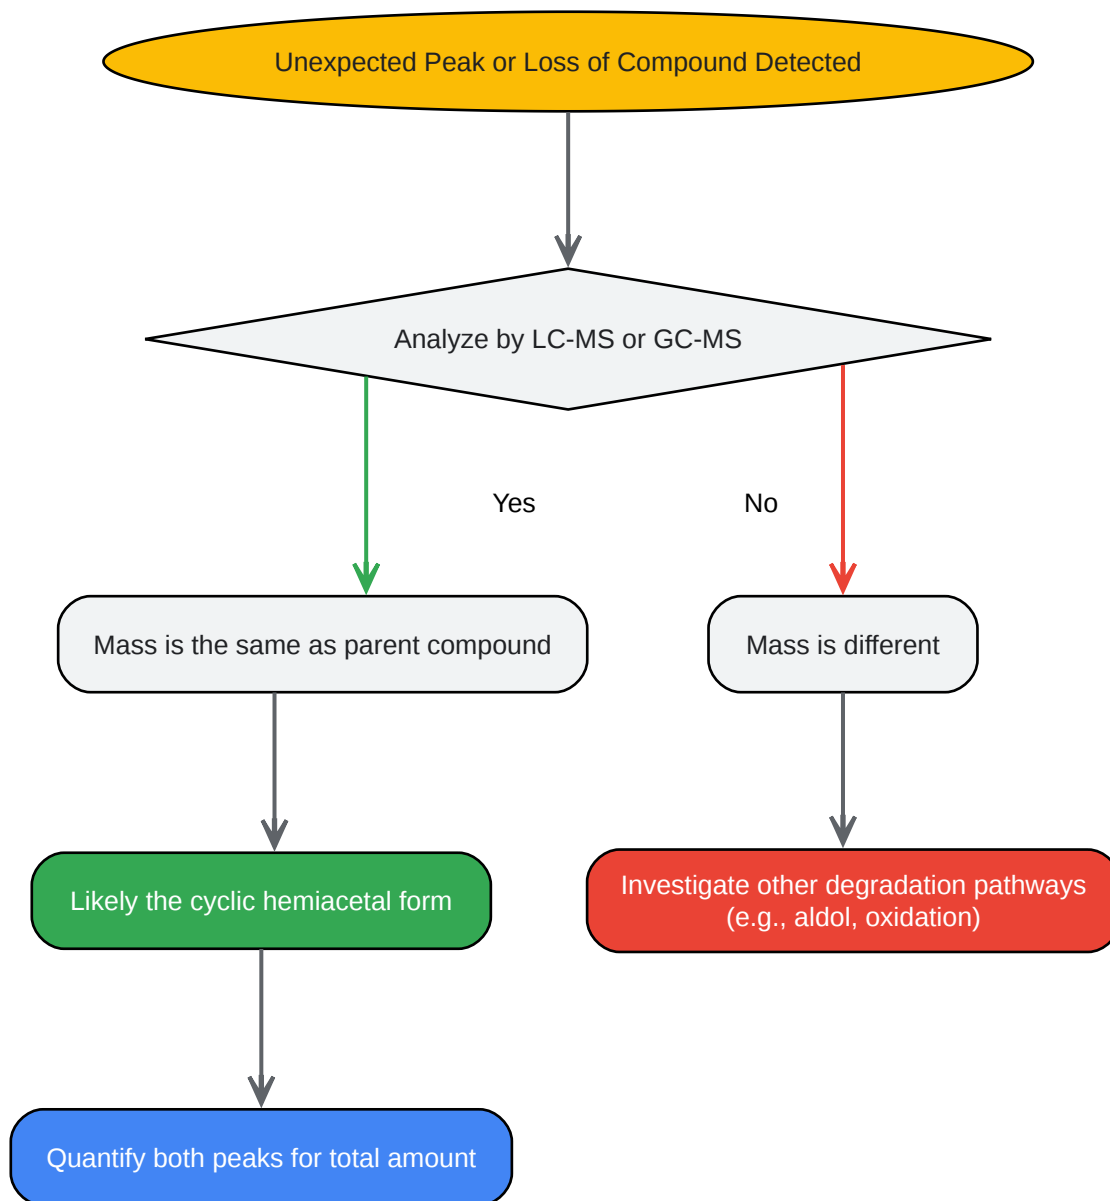 Unexpected Peak or Loss of Compound Detected
Analyze by LC-MS or GC-MS
Yes
No
Mass is the same as parent compound
Mass is different
Likely the cyclic hemiacetal form
Investigate other degradation pathways
(e.g., aldol, oxidation)
Quantify both peaks for total amount